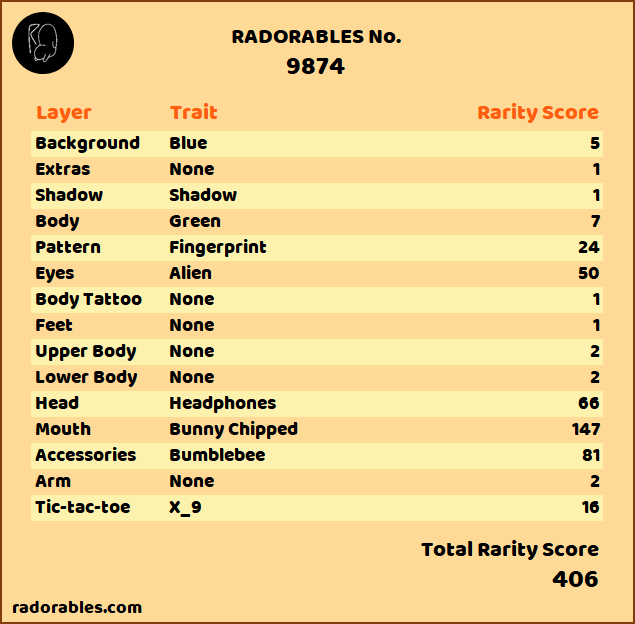 RADORABLES No.
9874
Layer Trait Rarity Score
Background Blue 5
Extras None 1
Shadow Shadow 1
Body Green 7
Pattern Fingerprint 24
Eyes Alien 50
Body Tattoo None 1
Feet None 1
Upper Body None 2
Lower Body None 2
Head Headphones 66
Mouth Bunny Chipped 147
Accessories Bumblebee 81
Arm None 2
Tic-tac-toe X_9 16
Total Rarity Score
406
radorables.com